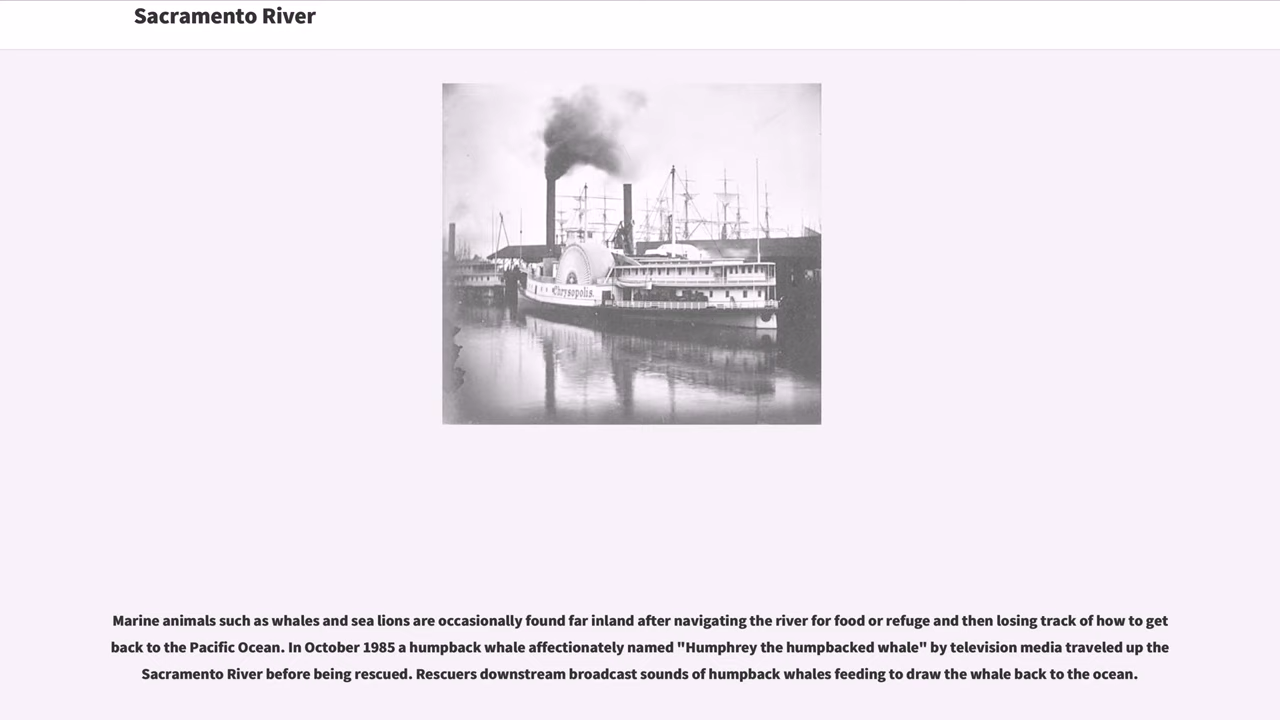 Sacramento River
Chrysopolis.
Marine animals such as whales and sea lions are occasionally found far inland after navigating the river for food or refuge and then losing track of how to get
back to the Pacific Ocean. In October 1985 a humpback whale affectionately named "Humphrey the humpbacked whale" by television media traveled up the
Sacramento River before being rescued. Rescuers downstream broadcast sounds of humpback whales feeding to draw the whale back to the ocean.